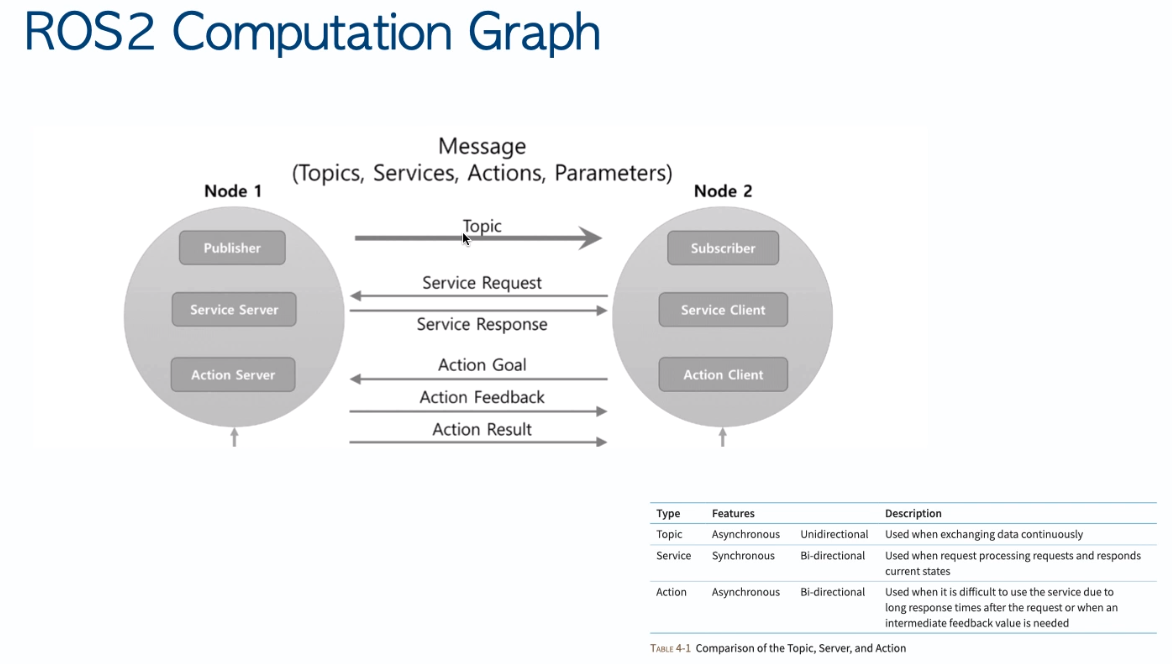 ROS2 Computation Graph
Message
(Topics, Services, Actions, Parameters)
Node 1
Node 2
Publisher
Topic
Subscriber
Service Server
Service Request
Service Response
Service Client
Action Server
Action Goal
Action Feedback
Action Result
Action Client
Type Features Description
Topic Asynchronous Unidirectional Used when exchanging data continuously
Service Synchronous Bi-directional Used when request processing requests and responds
current states
Action Asynchronous Bi-directional Used when it is difficult to use the service due to
long response times after the request or when an
intermediate feedback value is needed
TABLE 4-1 Comparison of the Topic, Server, and Action